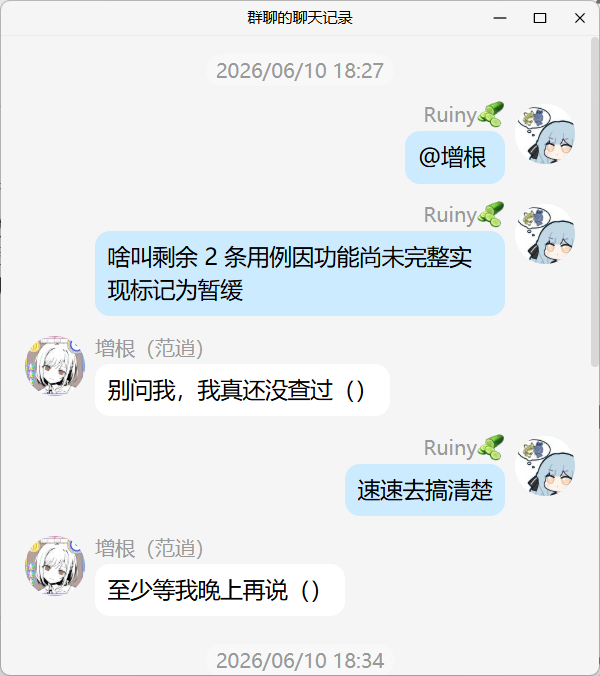 群聊的聊天记录
2026/06/10 18:27
Ruiny🥒
@增根
Ruiny🥒
啥叫剩余 2 条用例因功能尚未完整实
现标记为暂缓
增根（范逍）
别问我，我真还没查过（）
Ruiny🥒
速速去搞清楚
增根（范逍）
至少等我晚上再说（）
2026/06/10 18:34